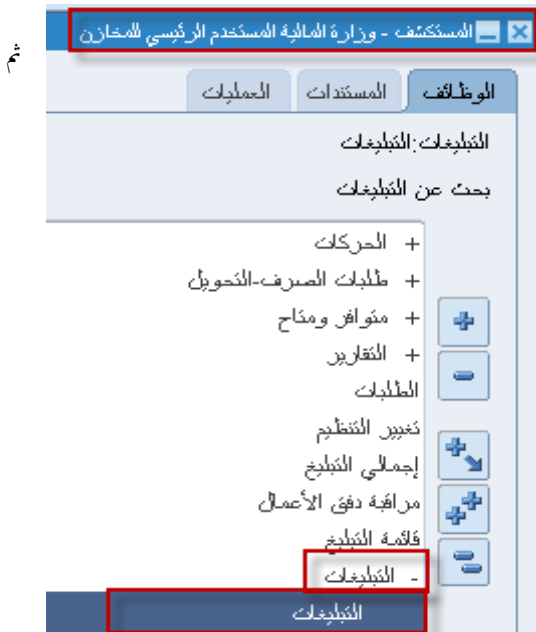 المستكشف - وزارة المالية المستخدم الرئيسي للمخازن
ثم
الوظائف المستندات العمليات
التبليغات:التبليغات
بحث عن التبليغات
+ الحركات
+ طلبات الصرف-التحويل
+ متوافر ومتاح
+ التقارير
الطلبات
تغيير التنظيم
إجمالي التبليغ
مراقبة دفق الأعمال
قائمة التبليغ
- التبليغات
التبليغات